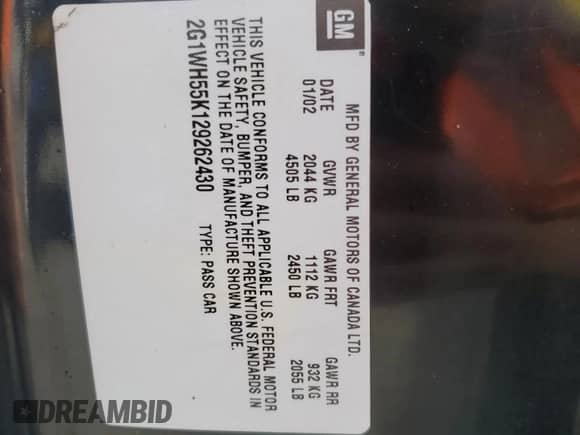 GM
®
MFD BY GENERAL MOTORS OF CANADA LTD.
DATE GVWR GAWR FRT GAWR RR
01/02 2044 KG 1112 KG 932 KG
4505 LB 2450 LB 2055 LB
THIS VEHICLE CONFORMS TO ALL APPLICABLE U.S. FEDERAL MOTOR
VEHICLE SAFETY, BUMPER, AND THEFT PREVENTION STANDARDS IN
EFFECT ON THE DATE OF MANUFACTURE SHOWN ABOVE.
2G1WH55K129262430 TYPE: PASS CAR
DREAMBID